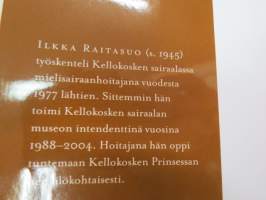 Ilkka Raitasuo (s. 1945)
työskenteli Kellokosken sairaalassa
mielisairaanhoitajana vuodesta
1977 lähtien. Sittemmin hän
toimi Kellokosken sairaalan
museon intendenttinä vuosina
1988–2004. Hoitajana hän oppi
tuntemaan Kellokosken Prinsessan